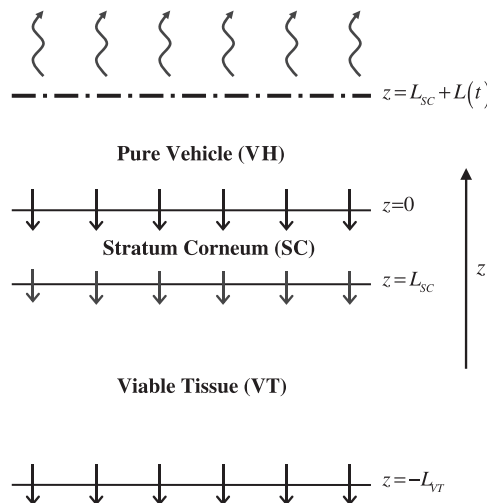 z=L_SC+L(t)
Pure Vehicle (VH)
z=0
Stratum Corneum (SC)
z=L_SC
z
Viable Tissue (VT)
z=−L_VT